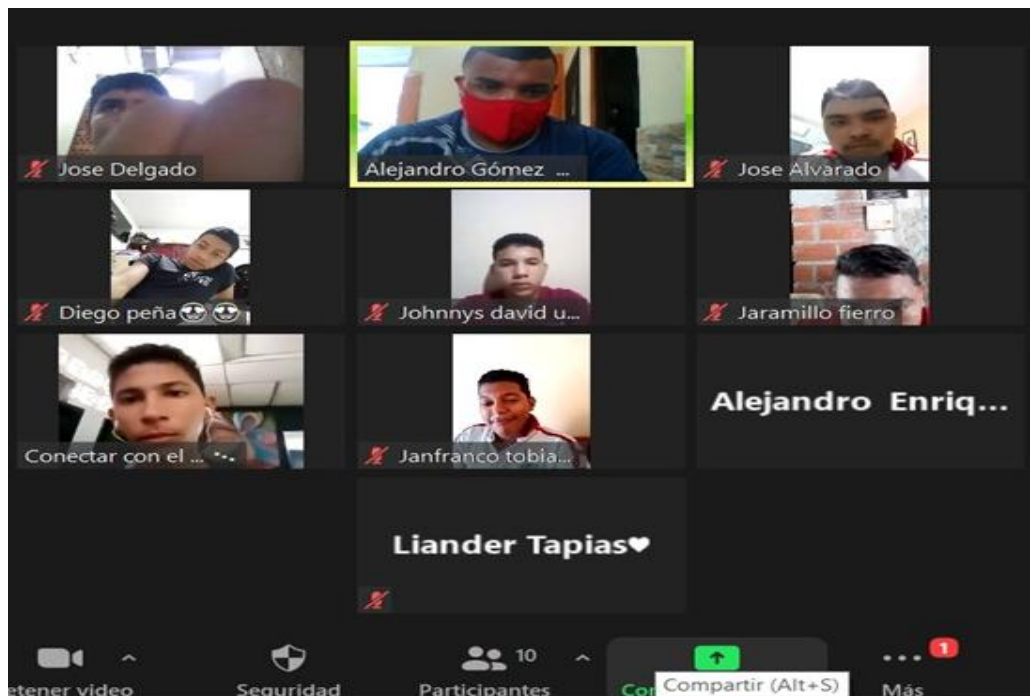 Jose Delgado
Alejandro Gómez ...
Jose Alvarado
Diego peña🤩🤩
Johnnys david u...
Jaramillo fierro
Conectar con el ...
Janfranco tobia...
Alejandro Enriq...
Liander Tapias♥
10
1
etener video
Seguridad
Participantes
Co
Compartir (Alt+S)
Más